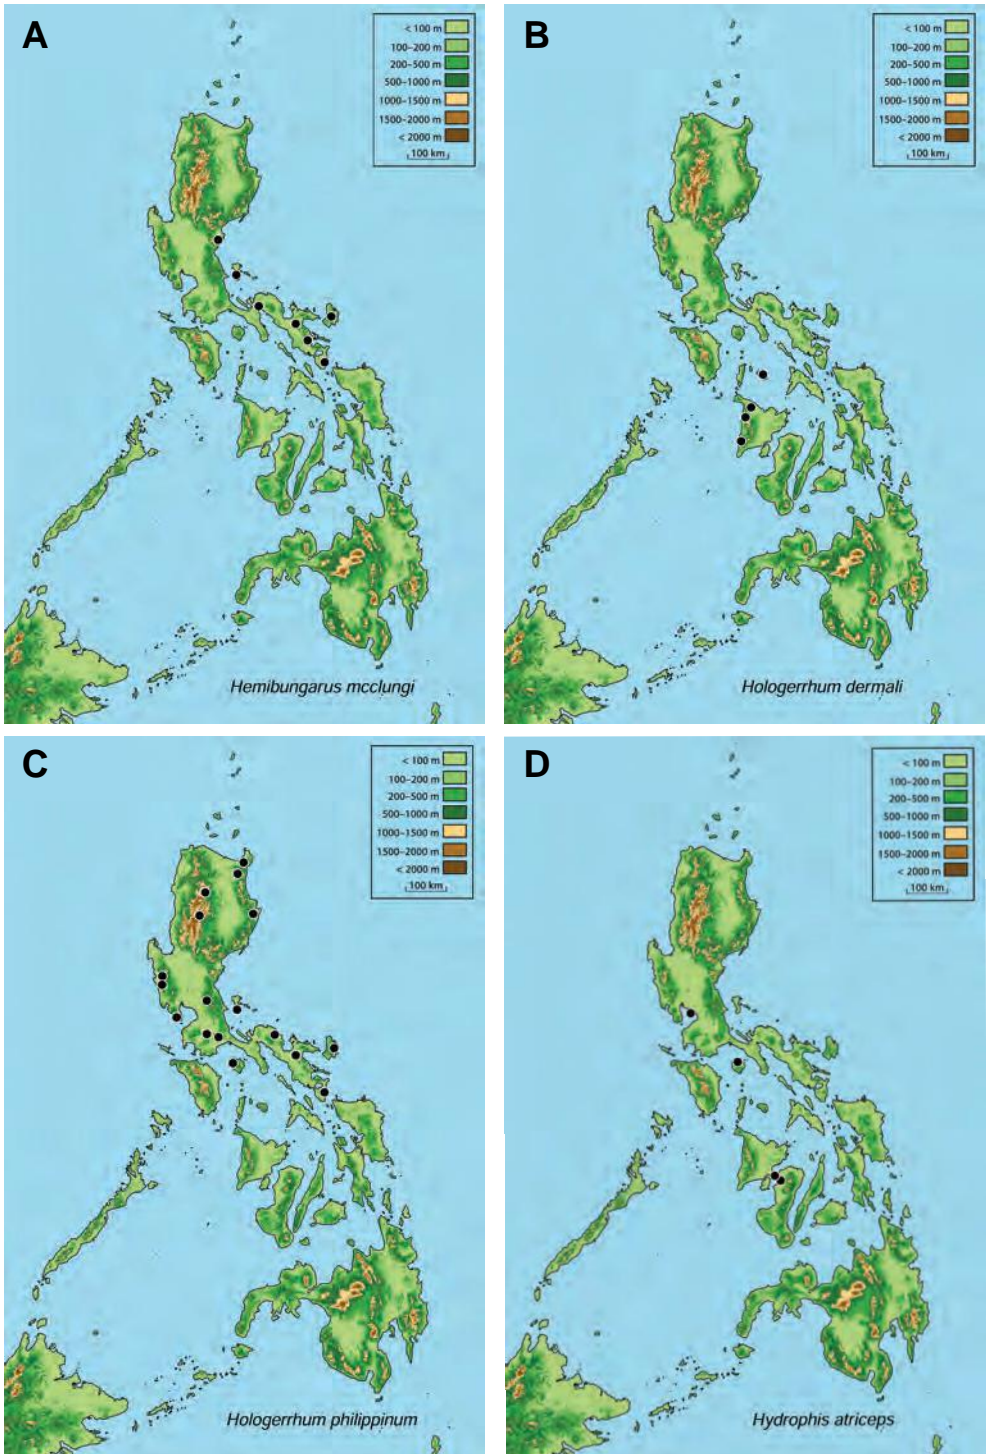 A
< 100 m
100–200 m
200–500 m
500–1000 m
1000–1500 m
1500–2000 m
< 2000 m
100 km
Hemibungarus mcclungi
B
< 100 m
100–200 m
200–500 m
500–1000 m
1000–1500 m
1500–2000 m
< 2000 m
100 km
Hologerrhum dermali
C
< 100 m
100–200 m
200–500 m
500–1000 m
1000–1500 m
1500–2000 m
< 2000 m
100 km
Hologerrhum philippinum
D
< 100 m
100–200 m
200–500 m
500–1000 m
1000–1500 m
1500–2000 m
< 2000 m
100 km
Hydrophis atriceps